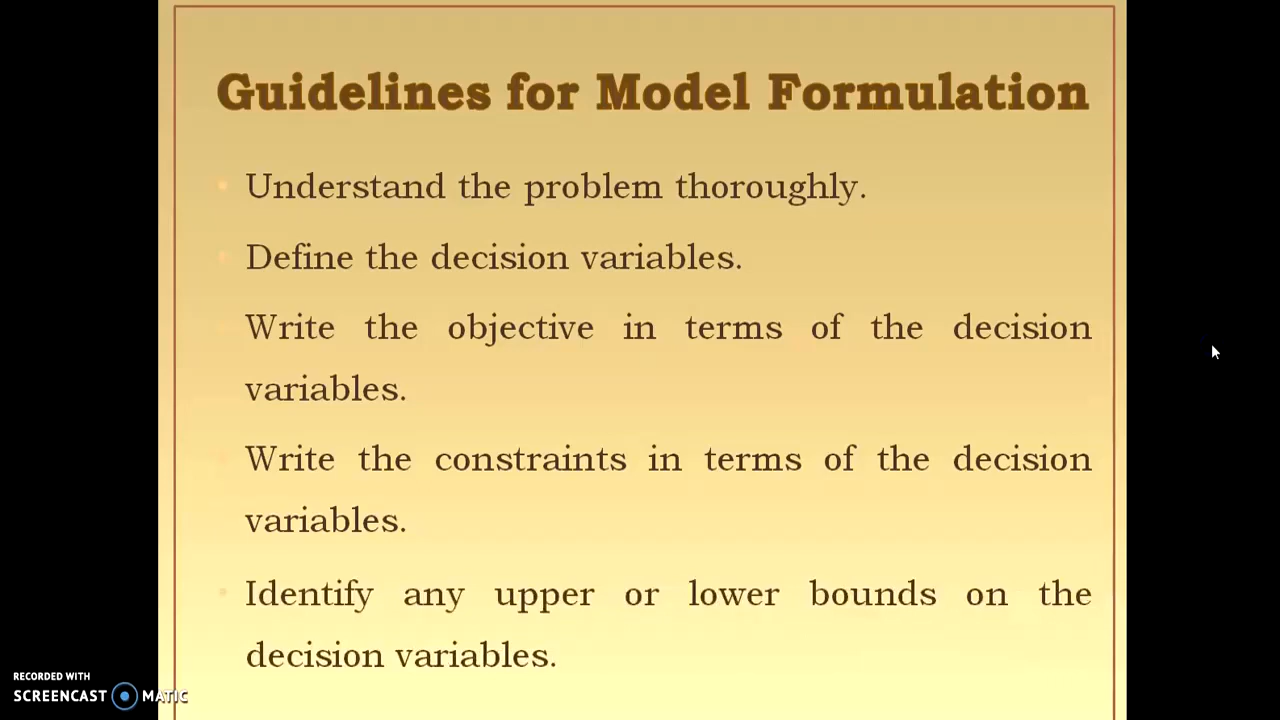 Guidelines for Model Formulation
Understand the problem thoroughly.
Define the decision variables.
Write the objective in terms of the decision
variables.
Write the constraints in terms of the decision
variables.
Identify any upper or lower bounds on the
decision variables.
RECORDED WITH
SCREENCAST MATIC